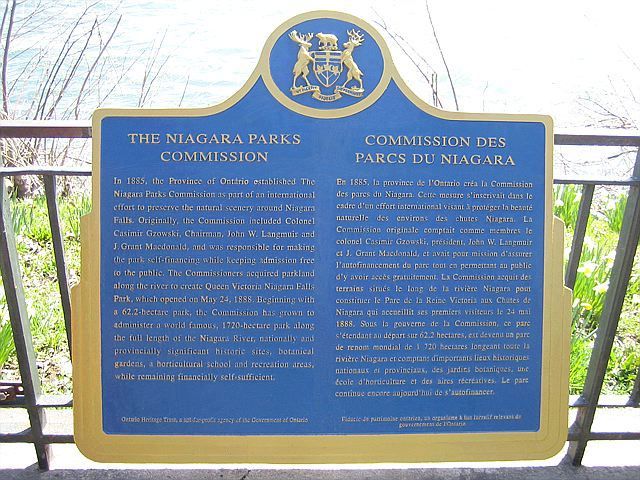 THE NIAGARA PARKS
COMMISSION
In 1885, the Province of Ontario established The
Niagara Parks Commission as part of an international
effort to preserve the natural scenery around Niagara
Falls. Originally, the Commission included Colonel
Casimir Gzowski, Chairman, John W. Langmuir and
J. Grant Macdonald, and was responsible for making
the park self-financing while keeping admission free
to the public. The Commissioners acquired parkland
along the river to create Queen Victoria Niagara Falls
Park, which opened on May 24, 1888. Beginning with
a 62.2-hectare park, the Commission has grown to
administer a world famous, 1720-hectare park along
the full length of the Niagara River, nationally and
provincially significant historic sites, botanical
gardens, a horticultural school and recreation areas,
while remaining financially self-sufficient.
Ontario Heritage Trust, a not-for-profit agency of the Government of Ontario
COMMISSION DES
PARCS DU NIAGARA
En 1885, la province de l'Ontario créa la Commission
des parcs du Niagara. Cette mesure s'inscrivait dans le
cadre d'un effort international visant à protéger la beauté
naturelle des environs des chutes Niagara. La
Commission originale comptait comme membres le
colonel Casimir Gzowski, président, John W. Langmuir
et J. Grant Macdonald, et avait pour mission d'assurer
l'autofinancement du parc tout en permettant au public
d'y avoir accès gratuitement. La Commission acquit des
terrains situés le long de la rivière Niagara pour
constituer le Parc de la Reine Victoria aux Chutes de
Niagara qui accueillit ses premiers visiteurs le 24 mai
1888. Sous la gouverne de la Commission, ce parc
s'étendant au départ sur 62,2 hectares, est devenu un parc
de renom mondial de 1 720 hectares longeant toute la
rivière Niagara et comptant d'importants lieux historiques
nationaux et provinciaux, des jardins botaniques, une
école d'horticulture et des aires récréatives. Le parc
continue encore aujourd'hui de s'autofinancer.
Fiducie du patrimoine ontarien, un organisme à but lucratif relevant du
gouvernement de l'Ontario